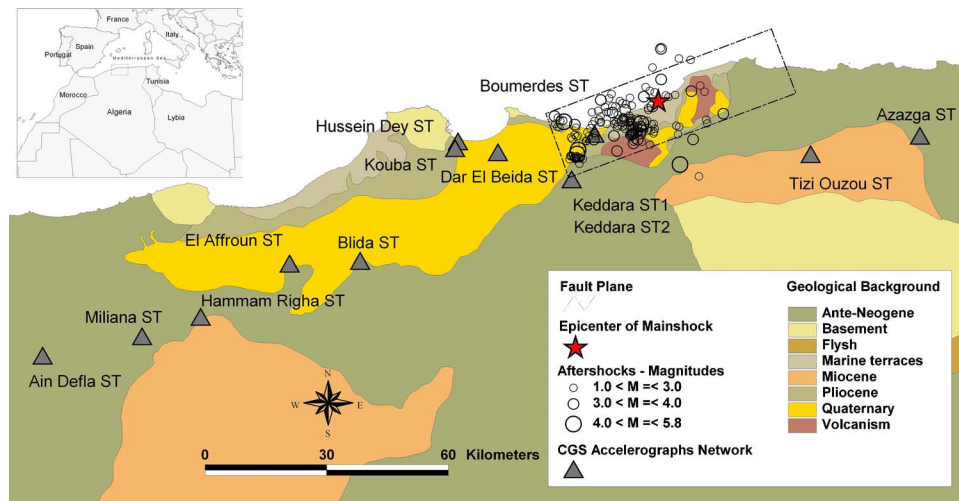 France
Spain
Italy
Portugal
Mediterranean Sea
Tunisia
Morocco
Algeria
Lybia
Boumerdes ST
Hussein Dey ST
Kouba ST
Dar El Beida ST
Azazga ST
Tizi Ouzou ST
Keddara ST1
Keddara ST2
El Affroun ST
Blida ST
Hammam Righa ST
Miliana ST
Ain Defla ST
N
W E
S
0 30 60 Kilometers
Fault Plane
Epicenter of Mainshock
Aftershocks - Magnitudes
1.0 < M =< 3.0
3.0 < M =< 4.0
4.0 < M =< 5.8
CGS Accelerographs Network
Geological Background
Ante-Neogene
Basement
Flysh
Marine terraces
Miocene
Pliocene
Quaternary
Volcanism